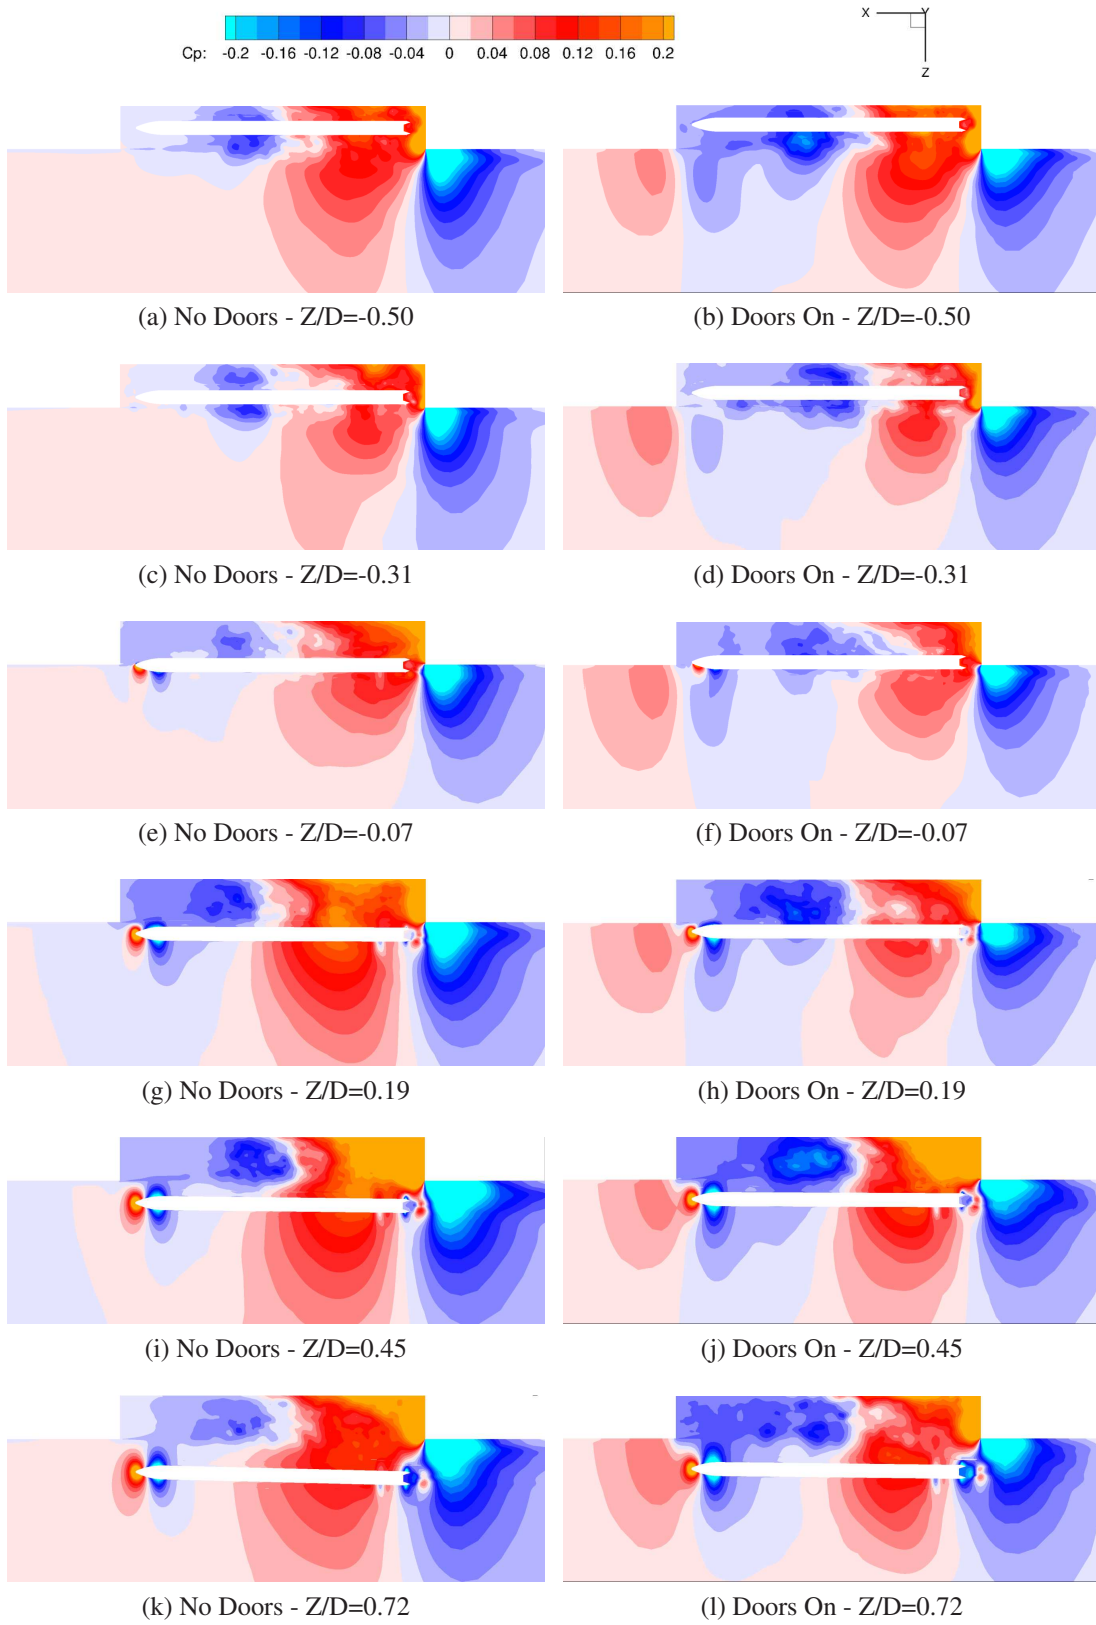 Cp: -0.2 -0.16 -0.12 -0.08 -0.04 0 0.04 0.08 0.12 0.16 0.2
X Y
Z
(a) No Doors - Z/D=-0.50
(b) Doors On - Z/D=-0.50
(c) No Doors - Z/D=-0.31
(d) Doors On - Z/D=-0.31
(e) No Doors - Z/D=-0.07
(f) Doors On - Z/D=-0.07
(g) No Doors - Z/D=0.19
(h) Doors On - Z/D=0.19
(i) No Doors - Z/D=0.45
(j) Doors On - Z/D=0.45
(k) No Doors - Z/D=0.72
(l) Doors On - Z/D=0.72